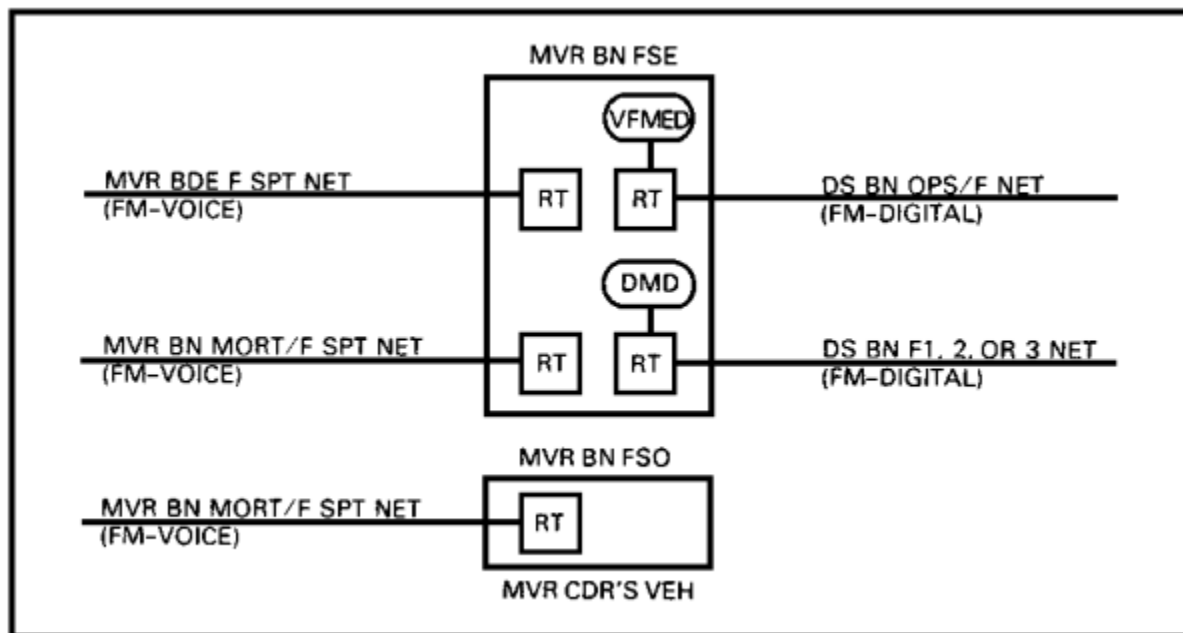 MVR BN FSE
VFMED
MVR BDE F SPT NET
(FM-VOICE)
RT
RT
DS BN OPS/F NET
(FM-DIGITAL)
DMD
MVR BN MORT/F SPT NET
(FM-VOICE)
RT
RT
DS BN F1, 2, OR 3 NET
(FM-DIGITAL)
MVR BN FSO
MVR BN MORT/F SPT NET
(FM-VOICE)
RT
MVR CDR'S VEH